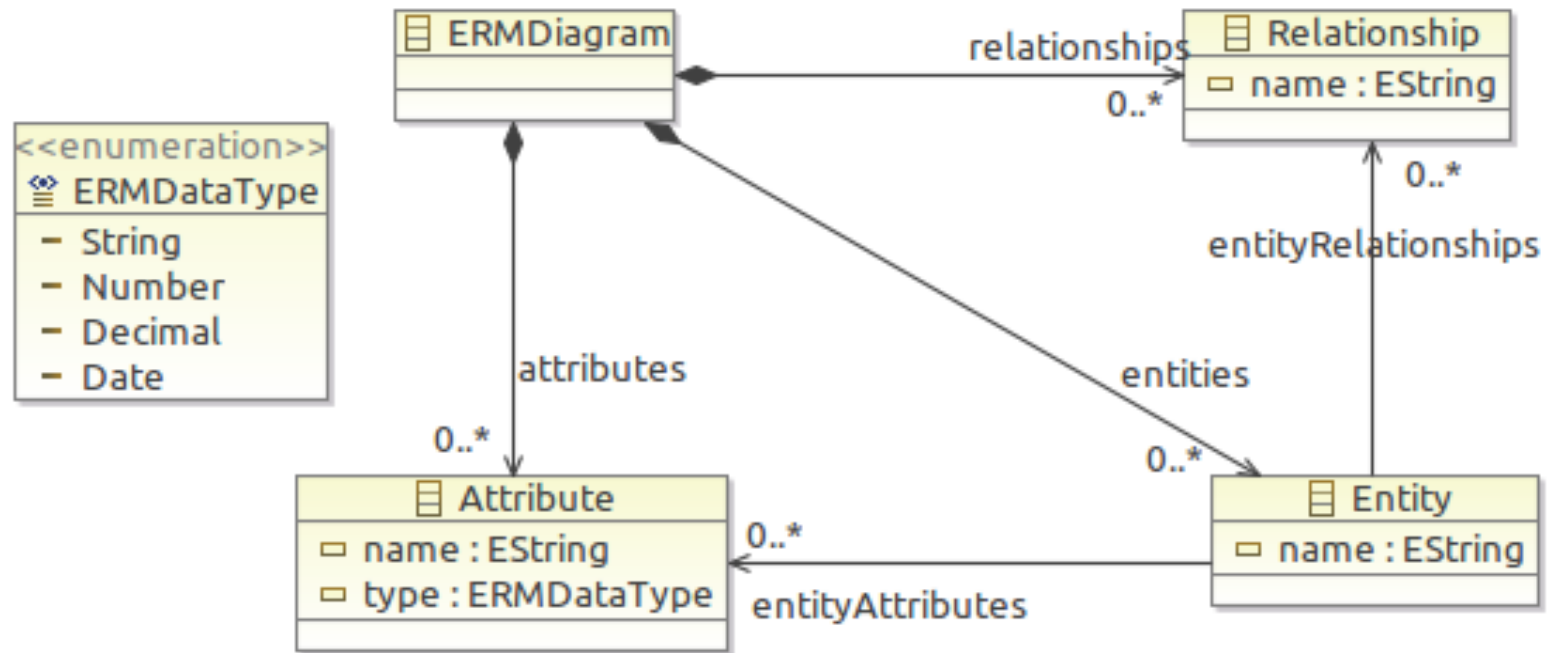 ERMDiagram
relationships
0..*
Relationship
name : EString
<<enumeration>>
ERMDataType
String
Number
Decimal
Date
0..*
entityRelationships
attributes
entities
0..*
0..*
Attribute
name : EString
type : ERMDataType
0..*
entityAttributes
Entity
name : EString